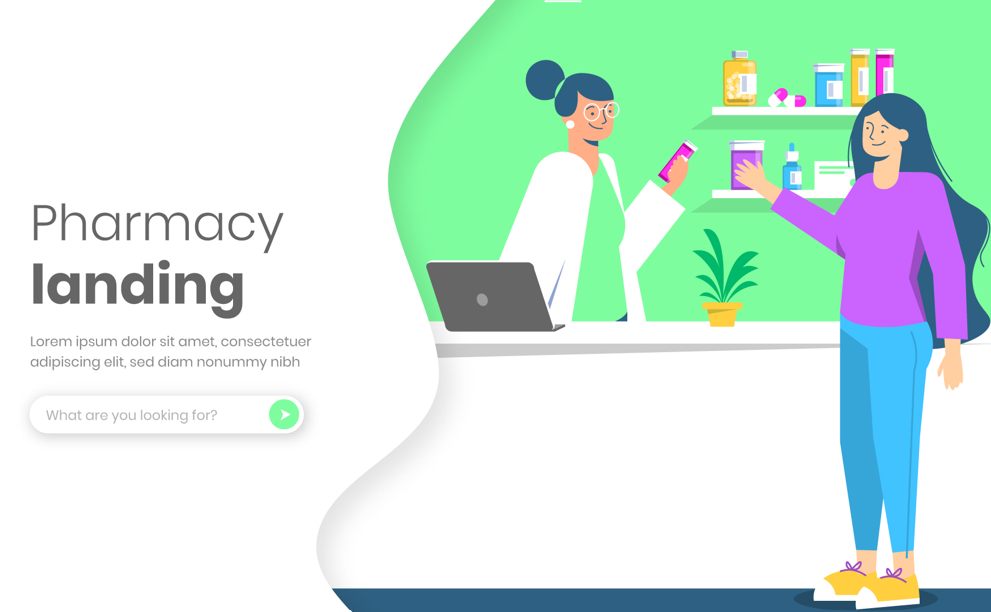 Pharmacy
landing
Lorem ipsum dolor sit amet, consectetuer
adipiscing elit, sed diam nonummy nibh
What are you looking for?